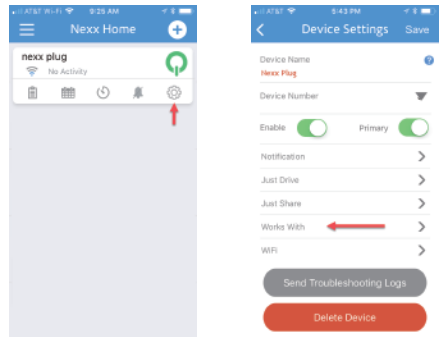 AT&T Wi-Fi 9:25 AM
Nexx Home
nexx plug
No Activity
AT&T 5:43 PM
Device Settings Save
Device Name
Nexx Plug
Device Number
Enable Primary
Notification
Just Drive
Just Share
Works With
WiFi
Send Troubleshooting Logs
Delete Device